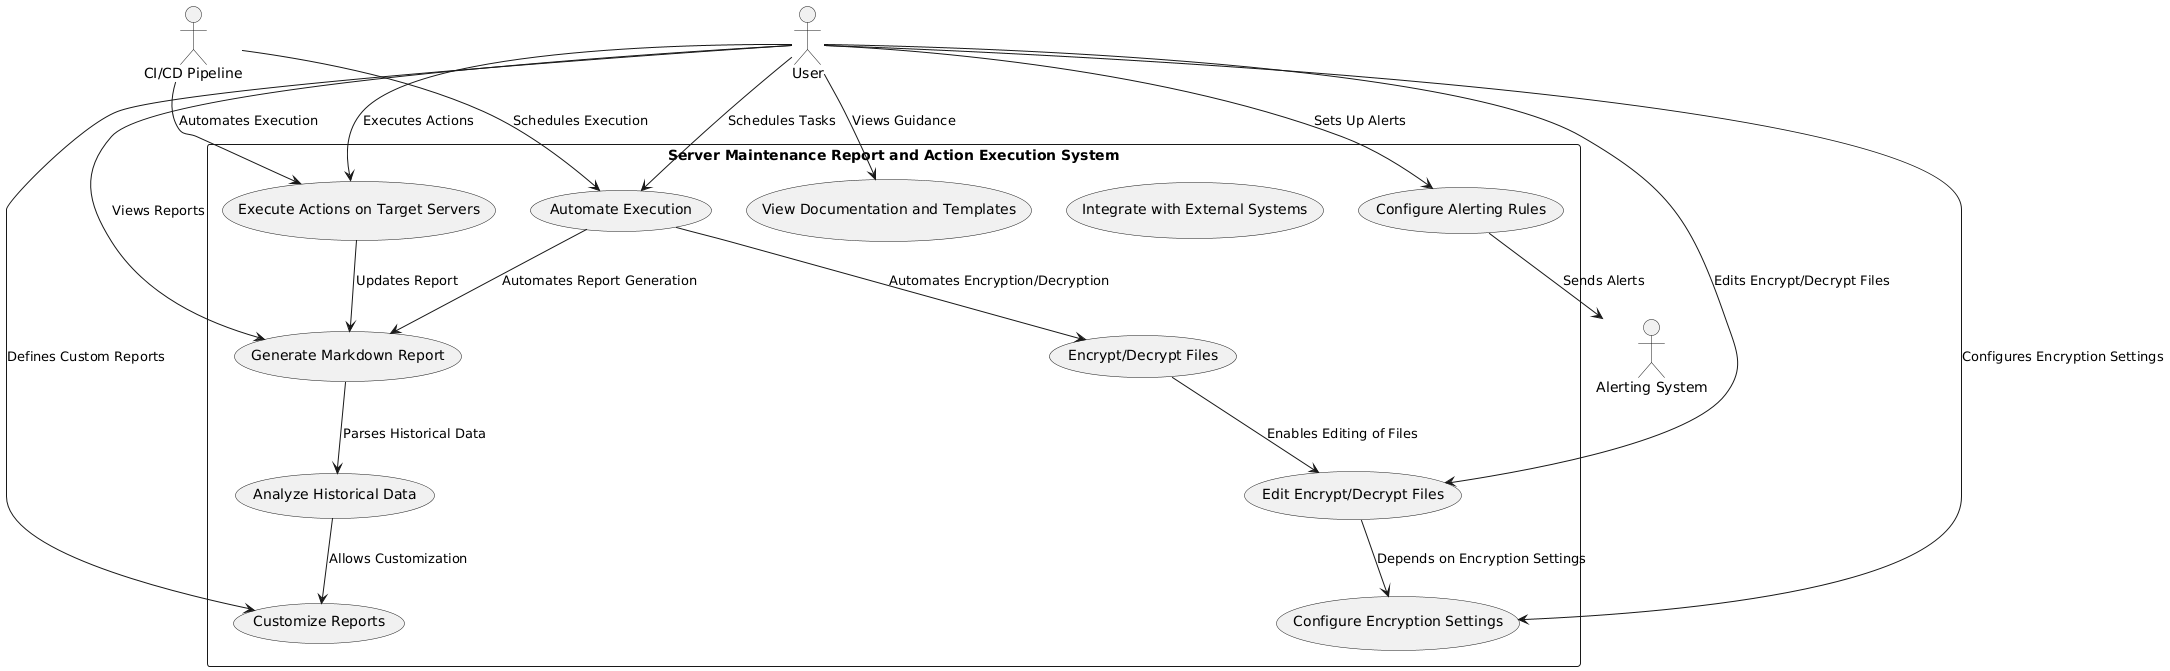 CI/CD Pipeline
User
Automates Execution
Executes Actions
Schedules Execution
Schedules Tasks
Views Guidance
Sets Up Alerts
Server Maintenance Report and Action Execution System
Views Reports
Execute Actions on Target Servers
Automate Execution
View Documentation and Templates
Integrate with External Systems
Configure Alerting Rules
Updates Report
Automates Report Generation
Automates Encryption/Decryption
Sends Alerts
Edits Encrypt/Decrypt Files
Defines Custom Reports
Generate Markdown Report
Encrypt/Decrypt Files
Alerting System
Configures Encryption Settings
Parses Historical Data
Enables Editing of Files
Analyze Historical Data
Edit Encrypt/Decrypt Files
Allows Customization
Depends on Encryption Settings
Customize Reports
Configure Encryption Settings